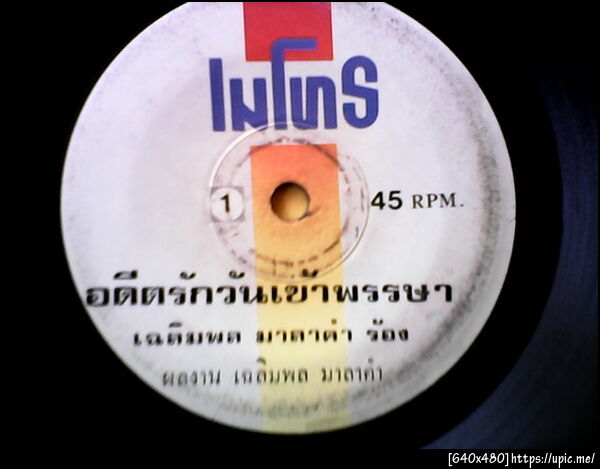 ไมโทร
1
45 RPM.
อดีตรักวันเข้าพรรษา
เฉลิมพล มาลาคำ ร้อง
ผลงาน เฉลิมพล มาลาคำ
[640x480]https://upic.me/